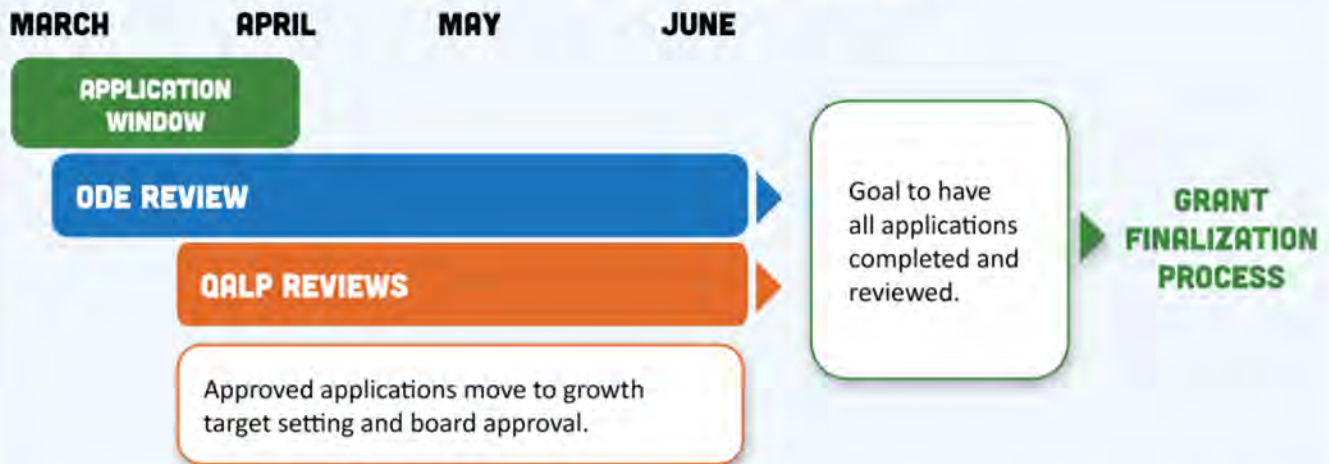 MARCH APRIL MAY JUNE
APPLICATION
WINDOW
ODE REVIEW
QALP REVIEWS
Approved applications move to growth
target setting and board approval.
Goal to have
all applications
completed and
reviewed.
GRANT
FINALIZATION
PROCESS